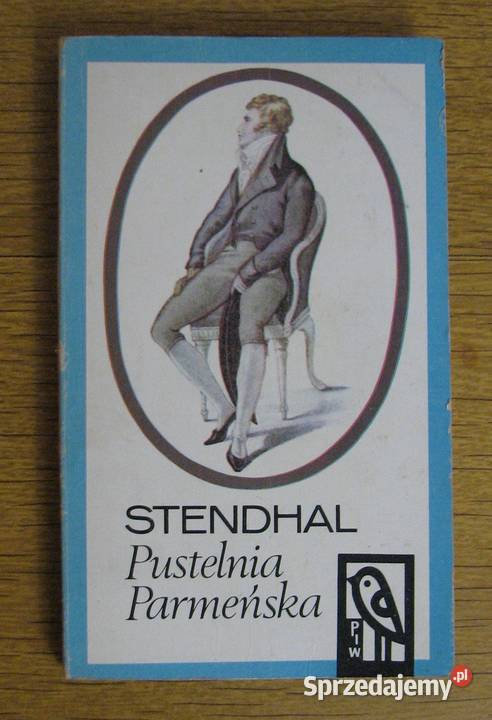 STENDHAL
Pustelnia
Parmeńska
PIW
Sprzedajemy.pl